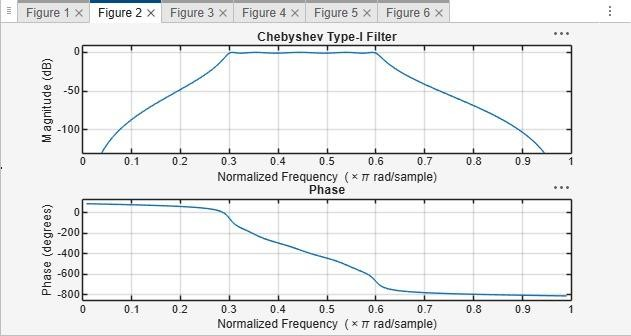 Figure 1 × Figure 2 × Figure 3 × Figure 4 × Figure 5 × Figure 6 ×
Chebyshev Type-I Filter
Magnitude (dB)
0
-50
-100
0 0.1 0.2 0.3 0.4 0.5 0.6 0.7 0.8 0.9 1
Normalized Frequency (×π rad/sample)
Phase
Phase (degrees)
0
-200
-400
-600
-800
0 0.1 0.2 0.3 0.4 0.5 0.6 0.7 0.8 0.9 1
Normalized Frequency (×π rad/sample)